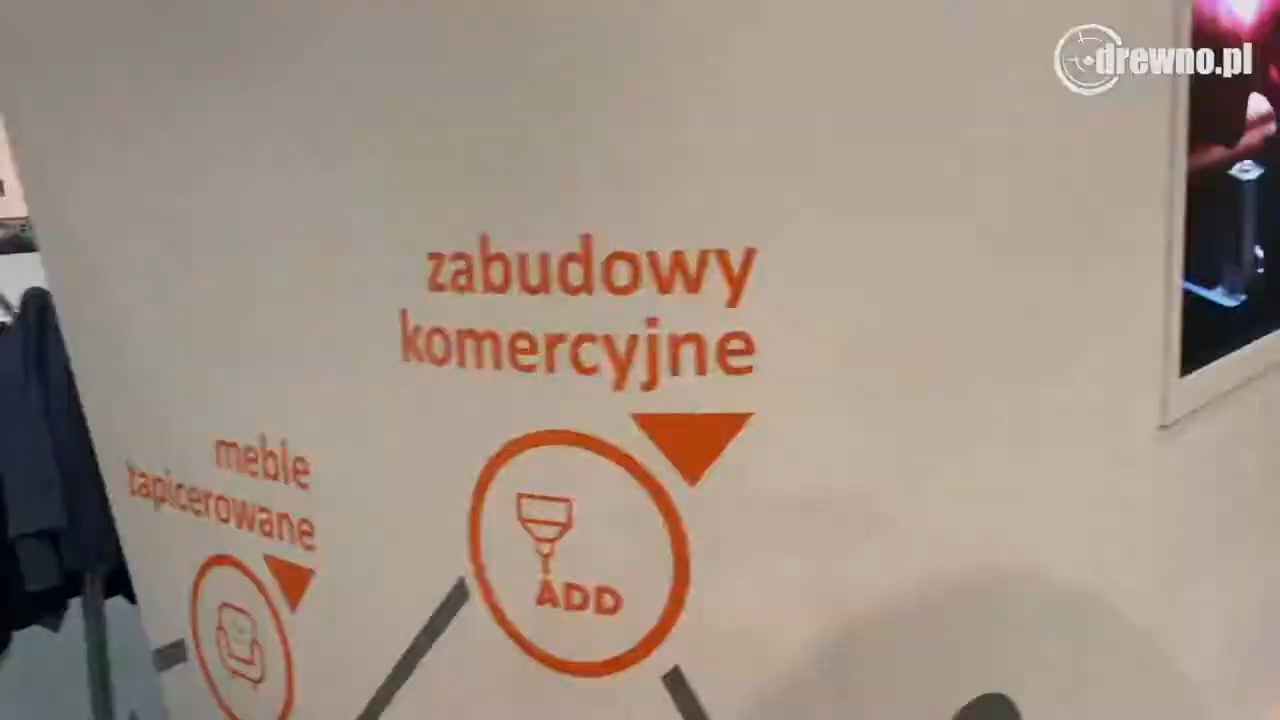 drewno.pl
zabudowy
komercyjne
meble
tapicerowane
ADD